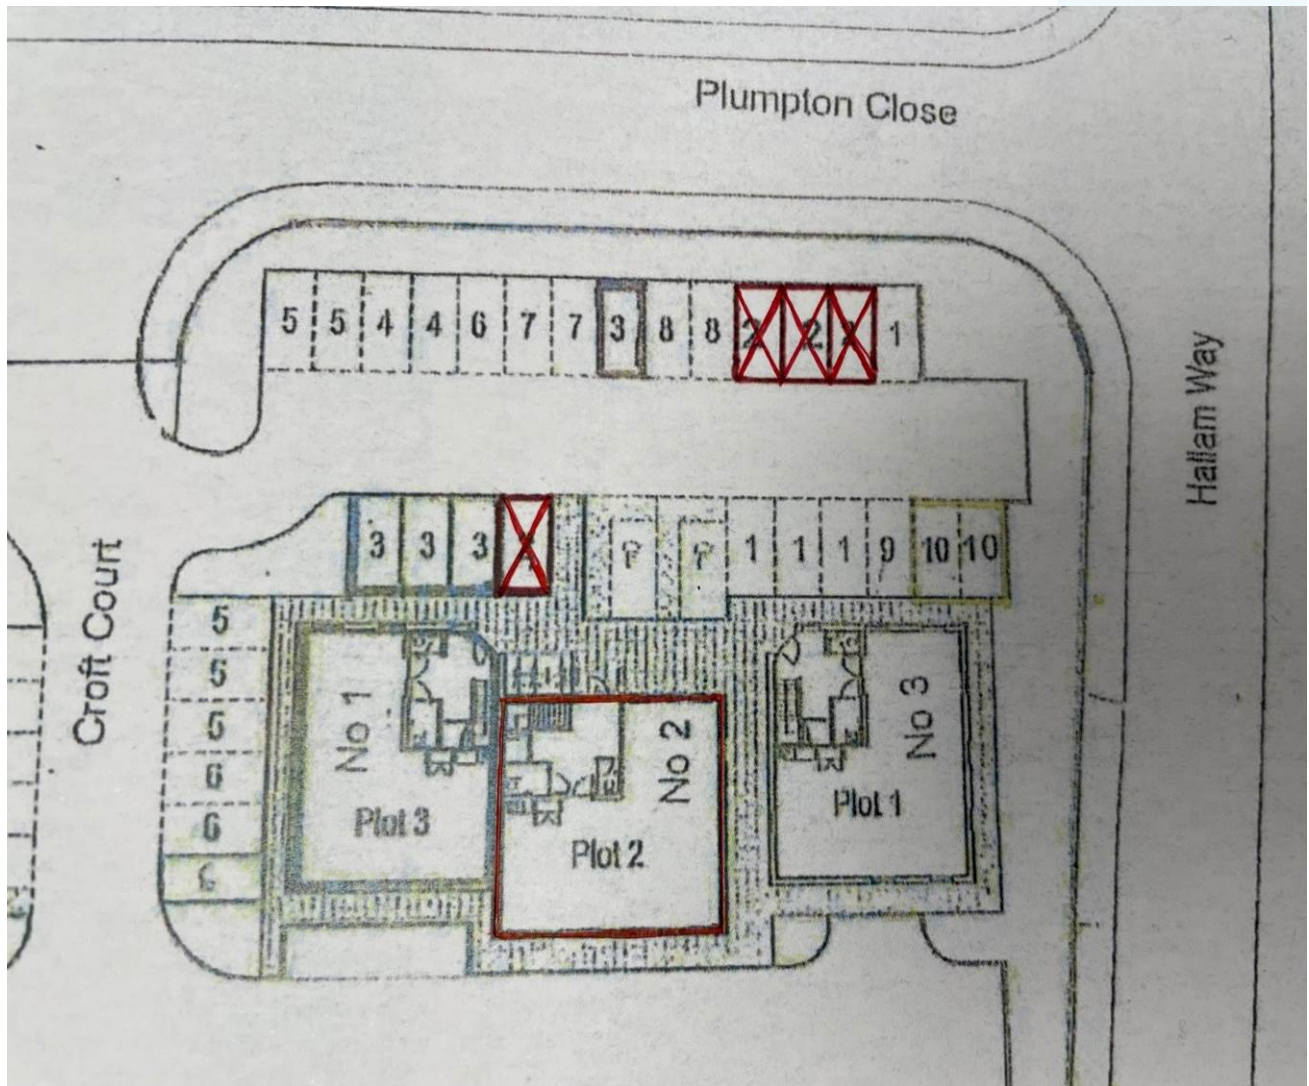 Plumpton Close
5 5 4 4 6 7 7 3 8 8 2 2 2 1
Hallam Way
3 3 3 1 1 1 9 10 10
Croft Court
5
5
5
6
6
No 1
Plot 3
No 2
Plot 2
No 3
Plot 1